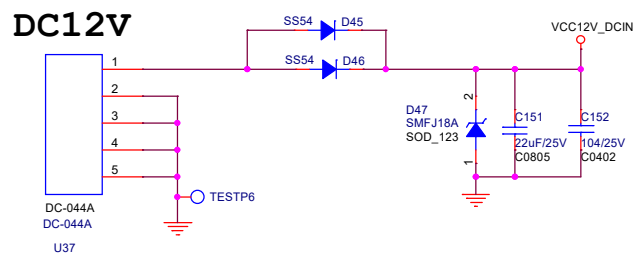 DC12V
SS54 D45
VCC12V_DCIN
SS54 D46
1
2
3
4
5
2
D47
SMFJ18A
SOD_123
1
C151
22uF/25V
C0805
C152
104/25V
C0402
TESTP6
DC-044A
DC-044A
U37